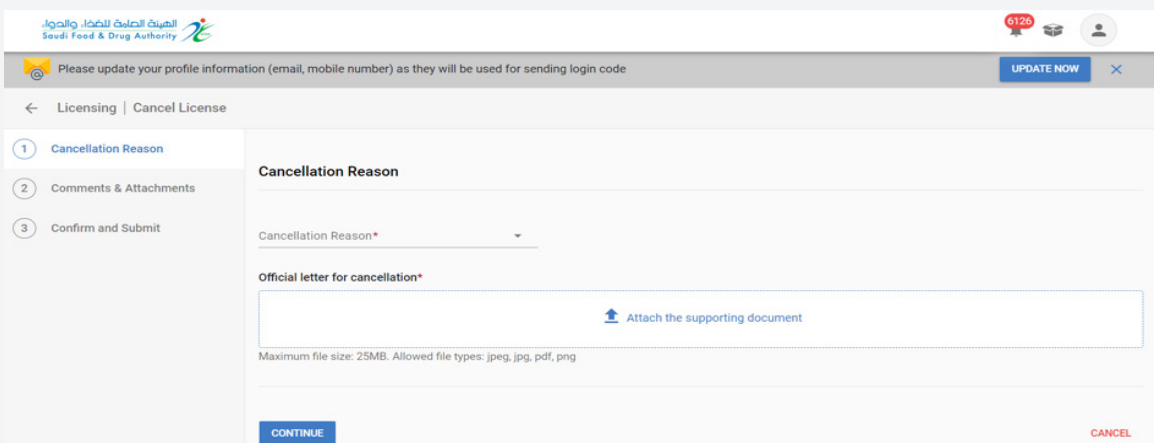 الهيئة العامة للغذاء والدواء
Saudi Food & Drug Authority
6126
Please update your profile information (email, mobile number) as they will be used for sending login code
UPDATE NOW
Licensing | Cancel License
1 Cancellation Reason
2 Comments & Attachments
3 Confirm and Submit
Cancellation Reason
Cancellation Reason*
Official letter for cancellation*
Attach the supporting document
Maximum file size: 25MB. Allowed file types: jpeg, jpg, pdf, png
CONTINUE
CANCEL